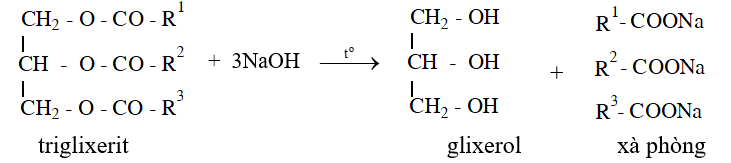 CH₂ - O - CO - R¹ CH₂ - OH R¹- COONa
CH - O - CO - R² + 3NaOH t° ⟶ CH - OH + R² - COONa
CH₂ - O - CO - R³ CH₂ - OH R³- COONa
triglixerit glixerol xà phòng